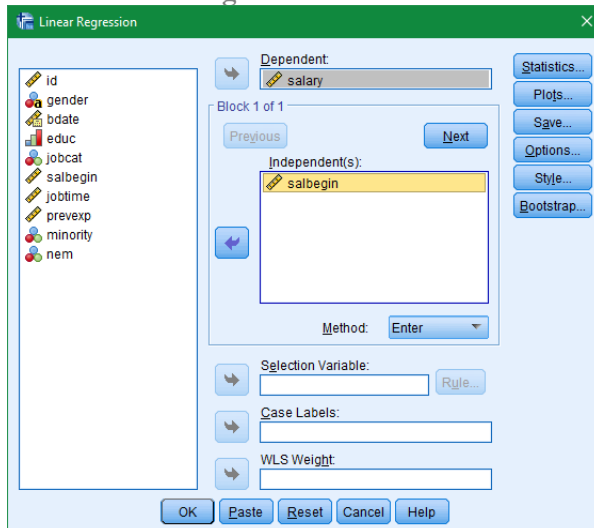 Linear Regression
id
gender
bdate
educ
jobcat
salbegin
jobtime
prevexp
minority
nem
Dependent:
salary
Block 1 of 1
Previous
Next
Independent(s):
salbegin
Method: Enter
Selection Variable:
Rule...
Case Labels:
WLS Weight:
Statistics...
Plots...
Save...
Options...
Style...
Bootstrap...
OK Paste Reset Cancel Help